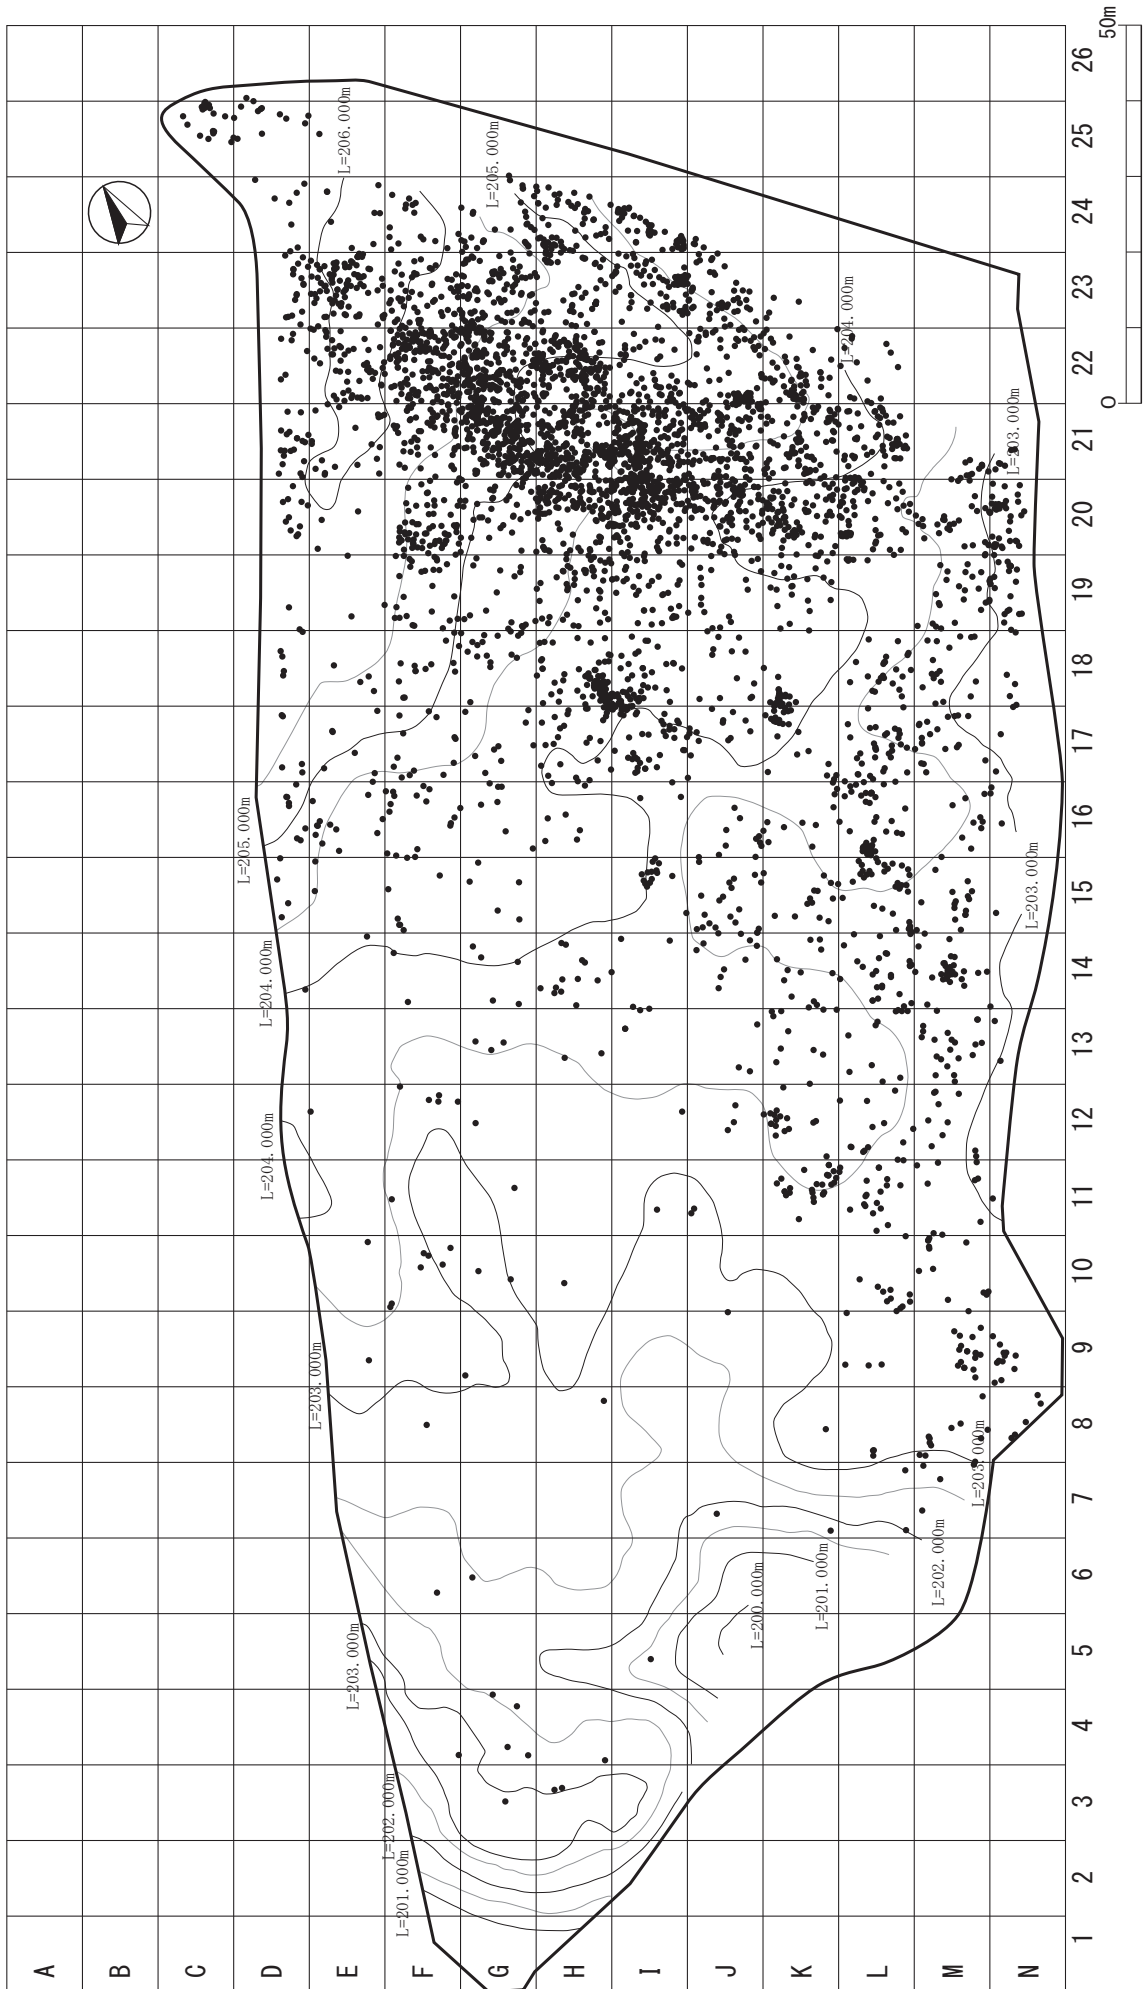 50m
0
26
25
24
23
22
21
20
19
18
17
16
15
14
13
12
11
10
9
8
7
6
5
4
3
2
1
A
B
C
D
E
F
G
H
I
J
K
L
M
N
L=206.000m
L=205.000m
L=204.000m
L=203.000m
L=205.000m
L=203.000m
L=204.000m
L=204.000m
L=203.000m
L=203.000m
L=202.000m
L=201.000m
L=200.000m
L=203.000m
L=202.000m
L=201.000m